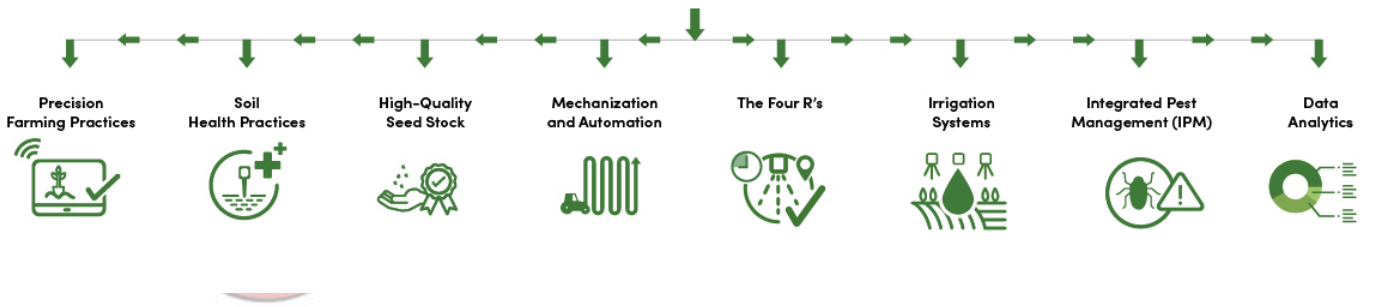 Precision
Farming Practices
Soil
Health Practices
High-Quality
Seed Stock
Mechanization
and Automation
The Four R's
Irrigation
Systems
Integrated Pest
Management (IPM)
Data
Analytics